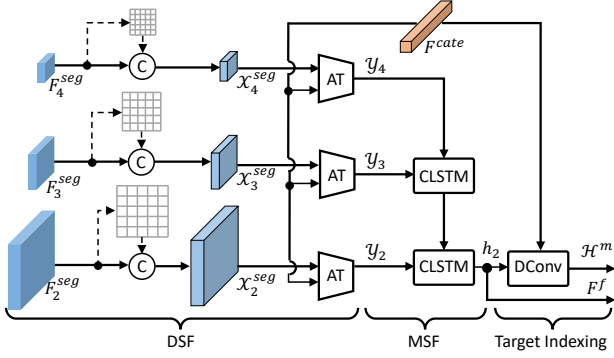 F^{cate}
F_4^{seg}
C
𝒳_4^{seg}
AT
𝒴_4
F_3^{seg}
C
𝒳_3^{seg}
AT
𝒴_3
CLSTM
F_2^{seg}
C
𝒳_2^{seg}
AT
𝒴_2
CLSTM
h_2
DConv
ℋ^m
F^f
DSF
MSF
Target Indexing